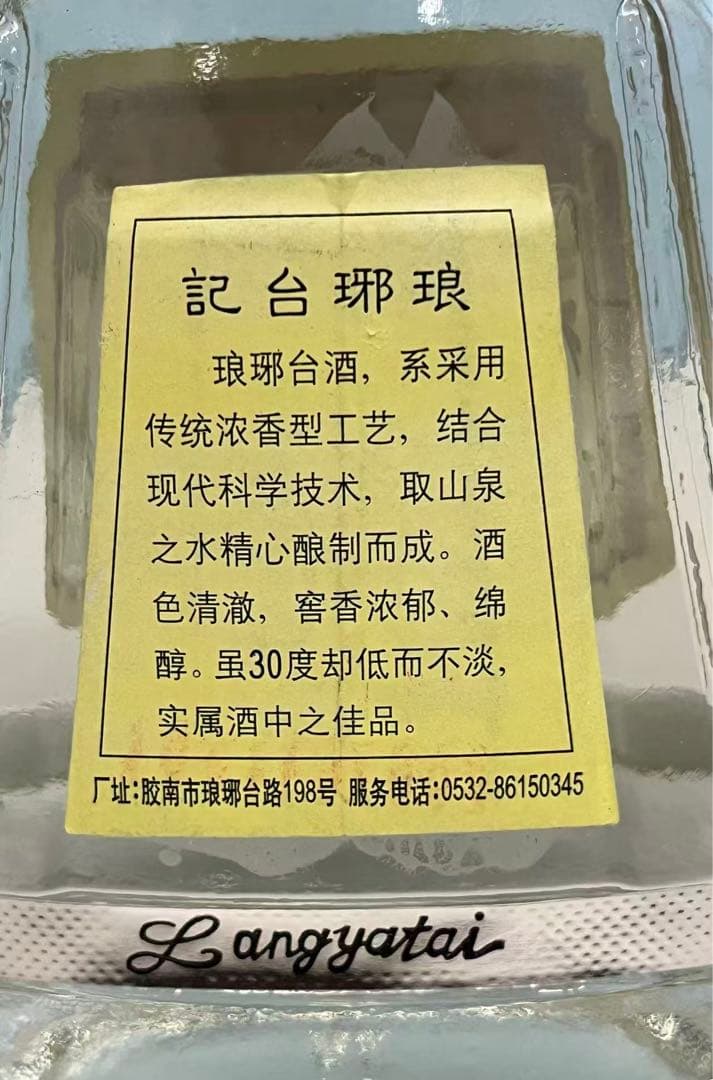 琅琊台記
琅琊台酒，系采用
传统浓香型工艺，结合
现代科学技术，取山泉
之水精心酿制而成。酒
色清澈，窖香浓郁、绵
醇。虽30度却低而不淡，
实属酒中之佳品。
厂址:胶南市琅琊台路198号 服务电话:0532-86150345
Langyatai